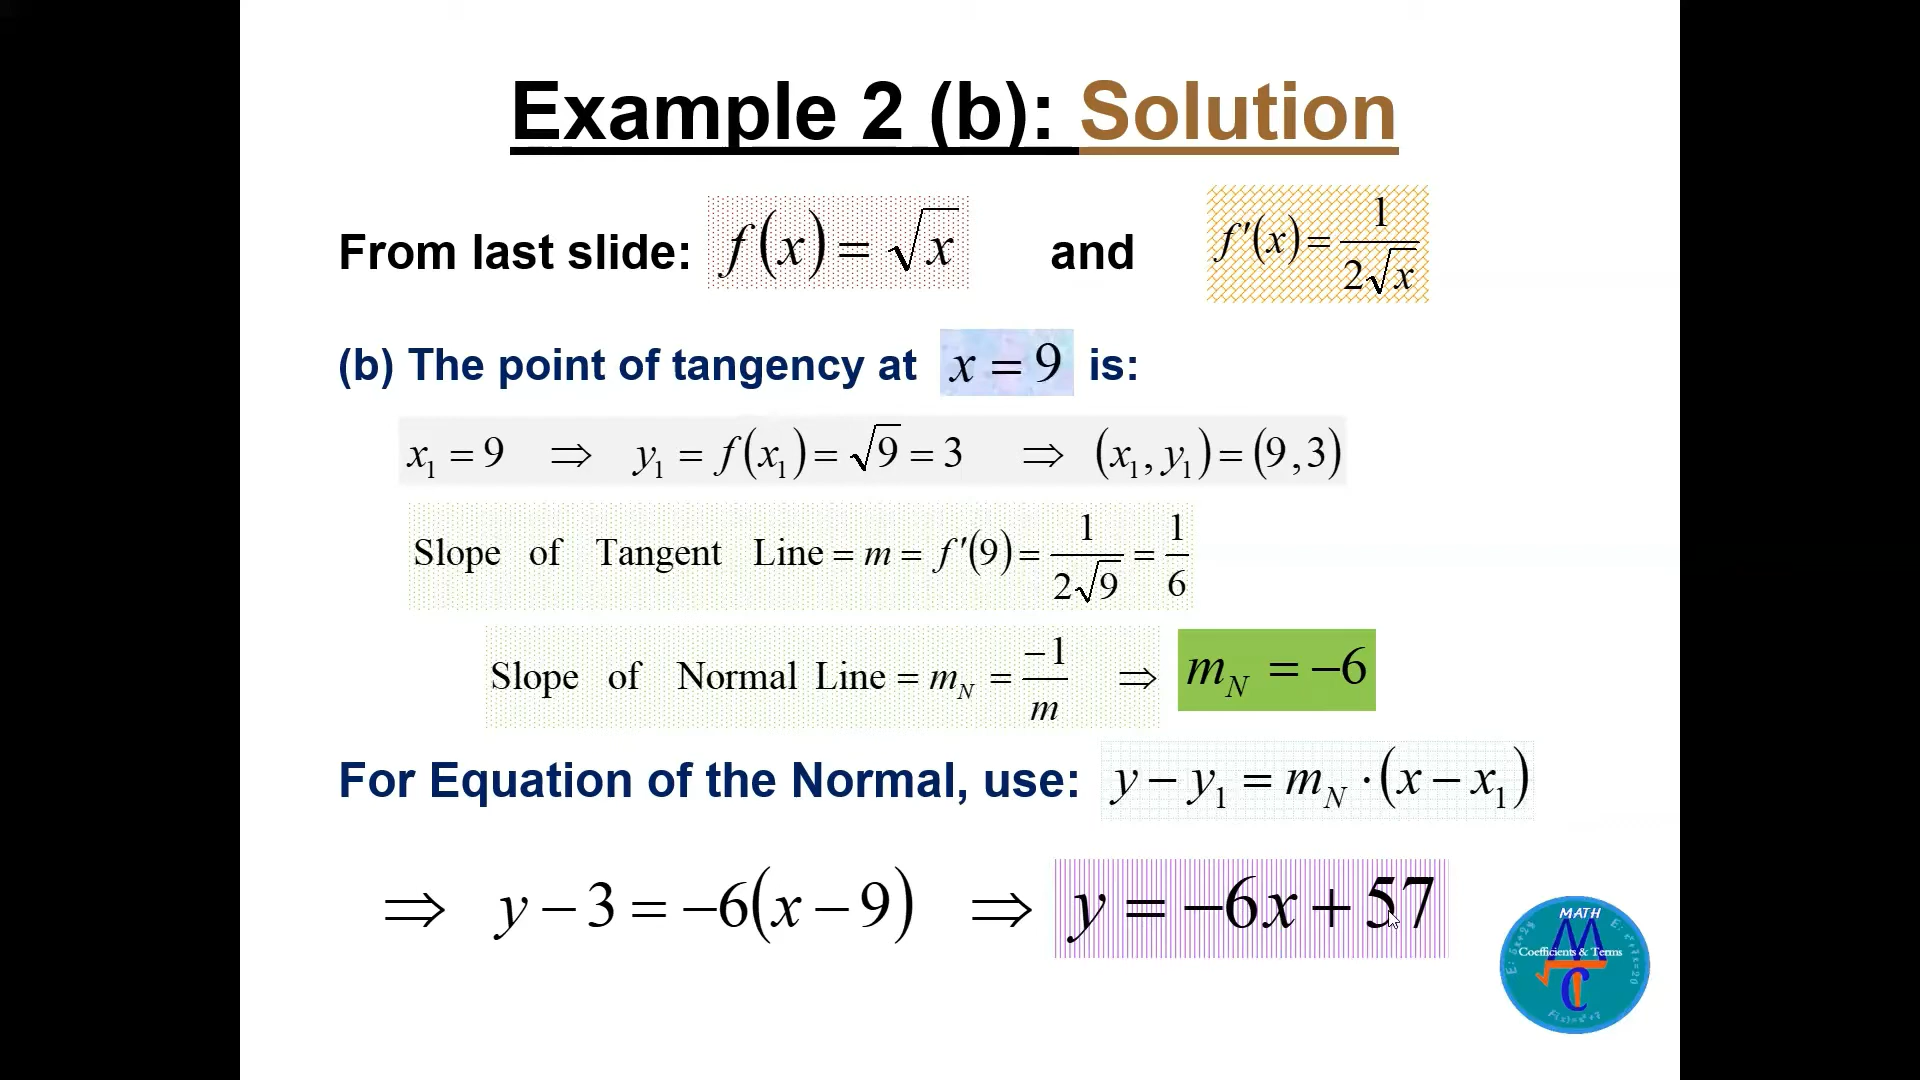 Example 2 (b): Solution
From last slide: f(x) = √x and f′(x) = 1/(2√x)
(b) The point of tangency at x = 9 is:
x₁ = 9 ⇒ y₁ = f(x₁) = √9 = 3 ⇒ (x₁, y₁) = (9,3)
Slope of Tangent Line = m = f′(9) = 1/(2√9) = 1/6
Slope of Normal Line = m_N = −1/m ⇒ m_N = −6
For Equation of the Normal, use: y − y₁ = m_N · (x − x₁)
⇒ y − 3 = −6(x − 9) ⇒ y = −6x + 57
MATH
Coefficients & Terms